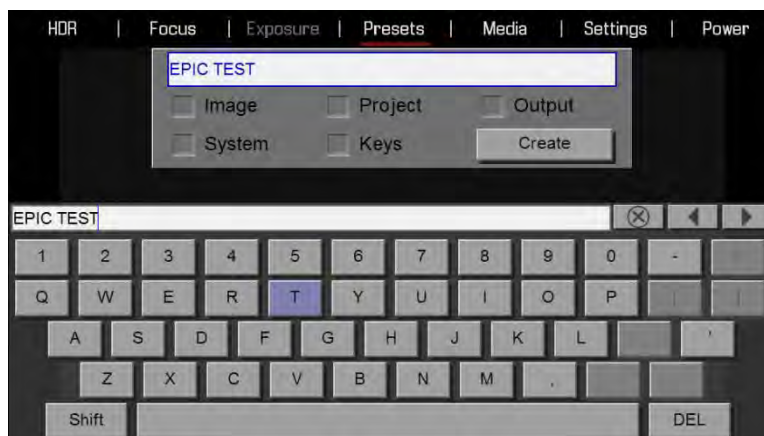 HDR | Focus | Exposure | Presets | Media | Settings | Power
EPIC TEST
Image Project Output
System Keys Create
EPIC TEST
1 2 3 4 5 6 7 8 9 0 -
Q W E R T Y U I O P
A S D F G H J K L '
Z X C V B N M ,
Shift DEL